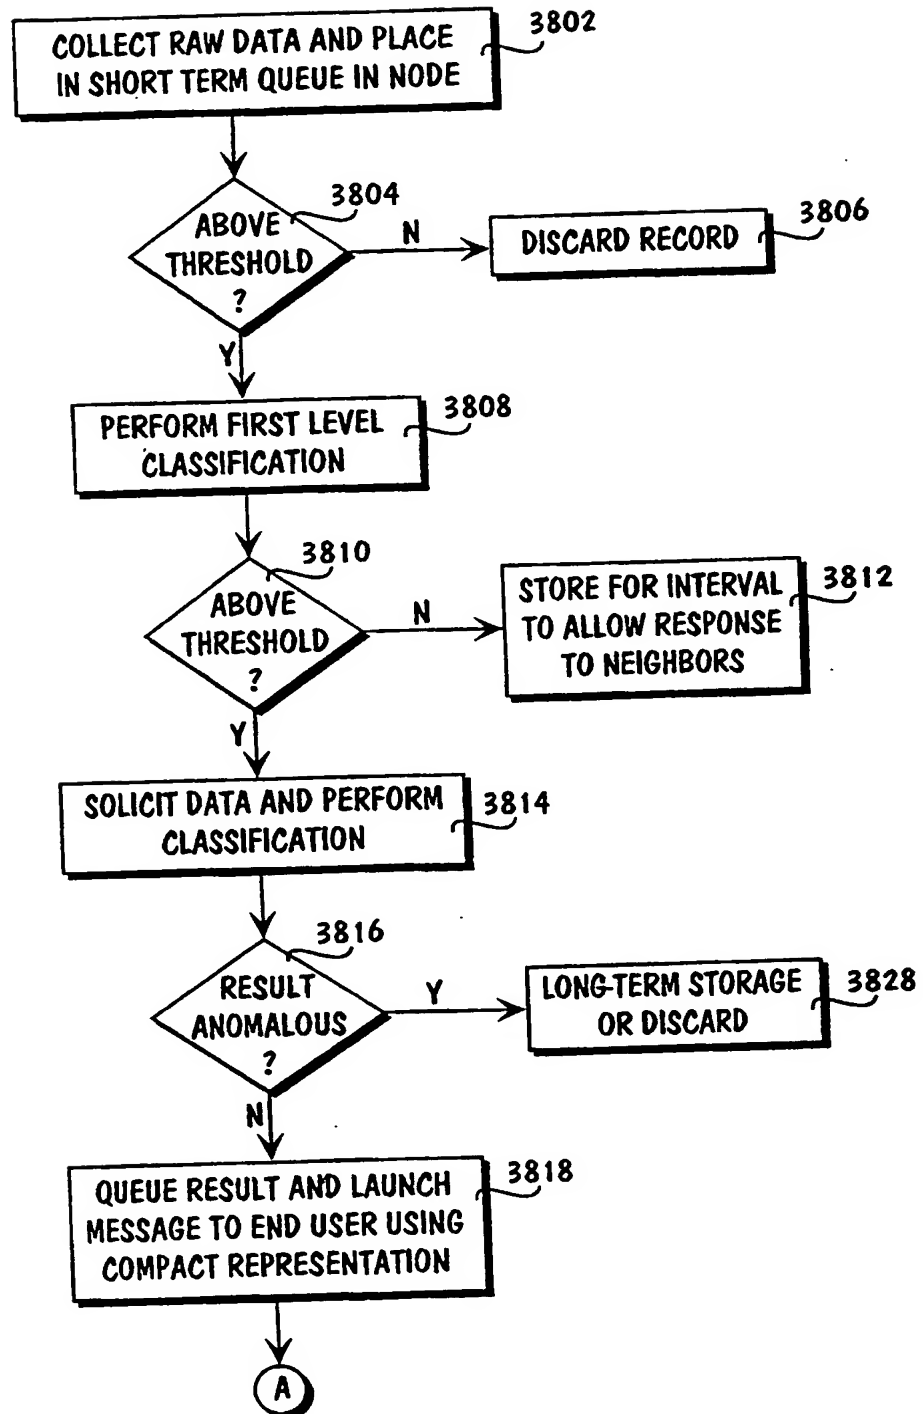 COLLECT RAW DATA AND PLACE
IN SHORT TERM QUEUE IN NODE
3802
ABOVE
THRESHOLD
?
3804
N
DISCARD RECORD
3806
Y
PERFORM FIRST LEVEL
CLASSIFICATION
3808
ABOVE
THRESHOLD
?
3810
N
STORE FOR INTERVAL
TO ALLOW RESPONSE
TO NEIGHBORS
3812
Y
SOLICIT DATA AND PERFORM
CLASSIFICATION
3814
RESULT
ANOMALOUS
?
3816
Y
LONG-TERM STORAGE
OR DISCARD
3828
N
QUEUE RESULT AND LAUNCH
MESSAGE TO END USER USING
COMPACT REPRESENTATION
3818
A